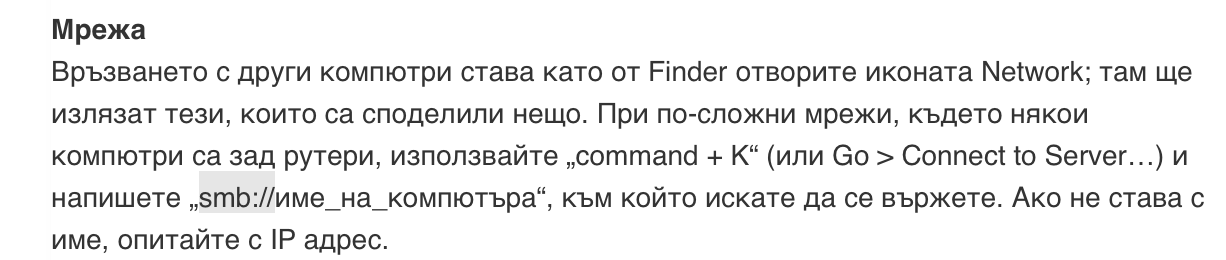 Мрежа
Връзването с други компютри става като от Finder отворите иконата Network; там ще
излязат тези, които са споделили нещо. При по-сложни мрежи, където някои
компютри са зад рутери, използвайте „command + K“ (или Go > Connect to Server…) и
напишете „smb://име_на_компютъра“, към който искате да се вържете. Ако не става с
име, опитайте с IP адрес.